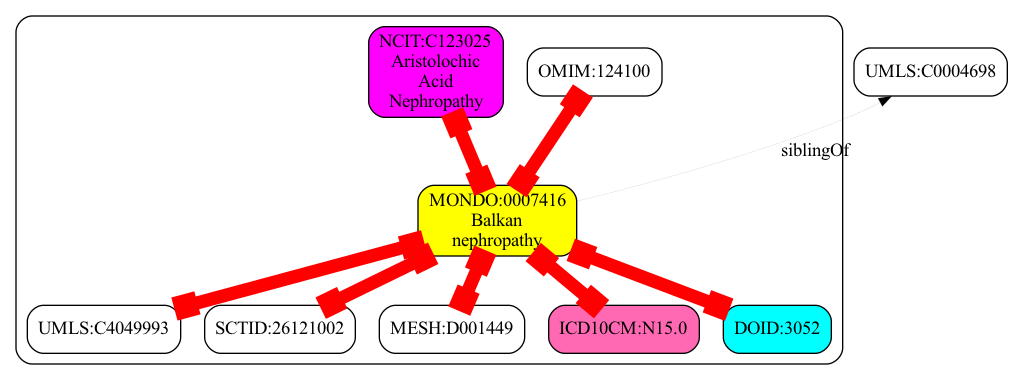 NCIT:C123025
Aristolochic
Acid
Nephropathy
OMIM:124100
UMLS:C0004698
siblingOf
MONDO:0007416
Balkan
nephropathy
UMLS:C4049993
SCTID:26121002
MESH:D001449
ICD10CM:N15.0
DOID:3052